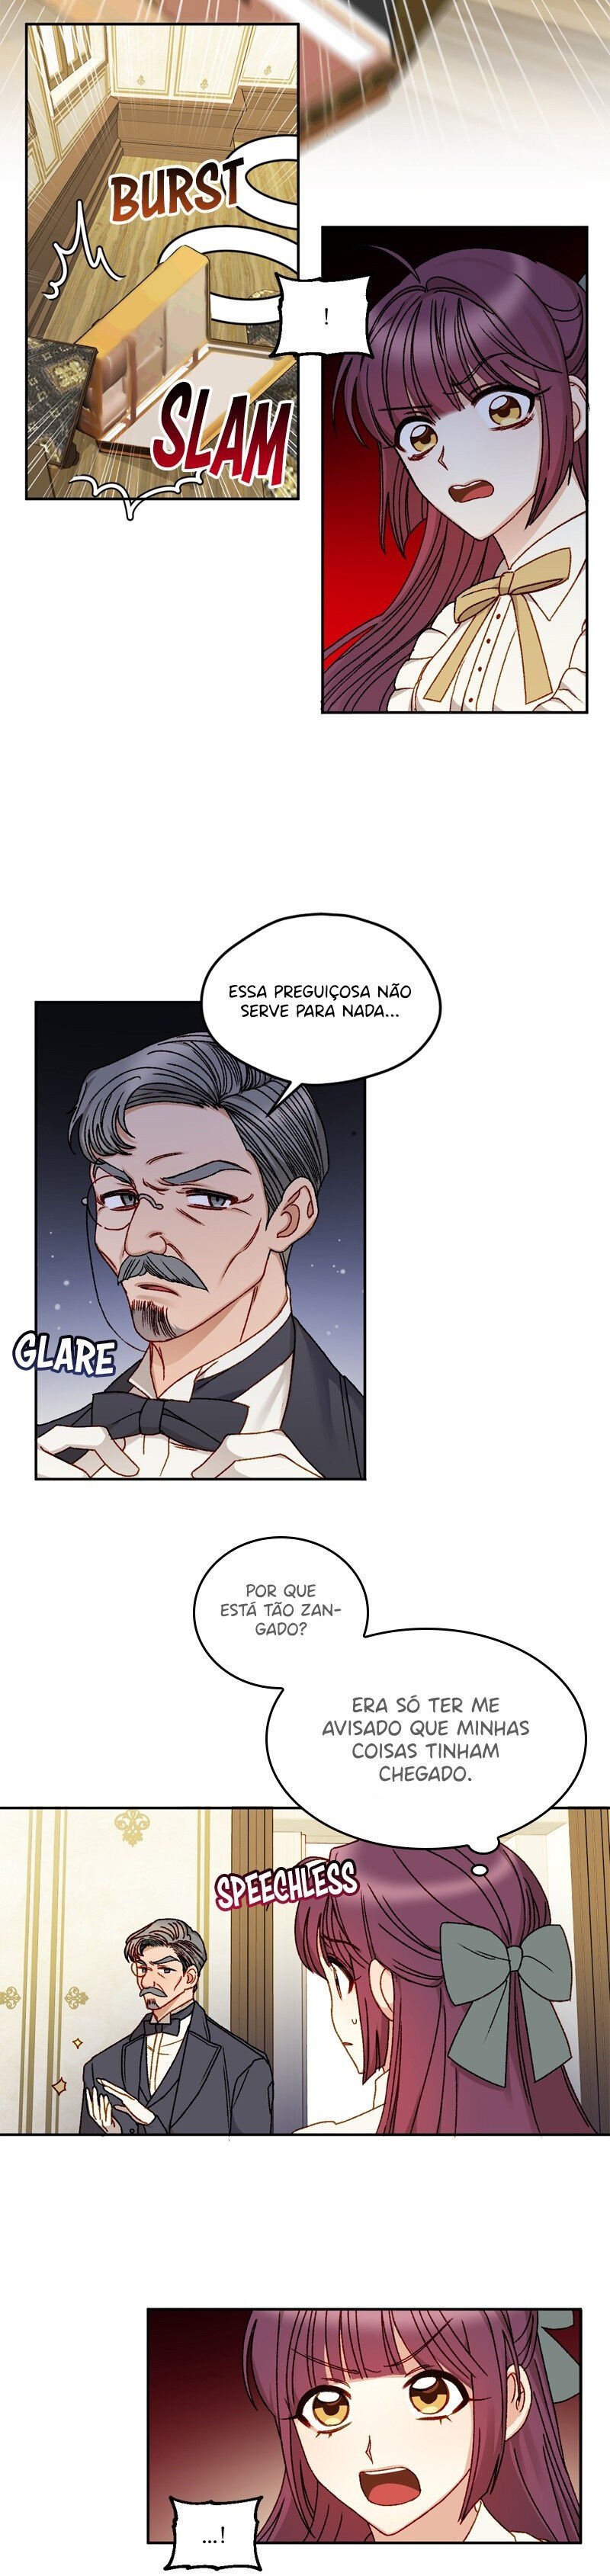 BURST
!
SLAM
ESSA PREGUIÇOSA NÃO
SERVE PARA NADA...
GLARE
POR QUE
ESTÁ TÃO ZAN-
GADO?
ERA SÓ TER ME
AVISADO QUE MINHAS
COISAS TINHAM
CHEGADO.
SPEECHLESS
...!